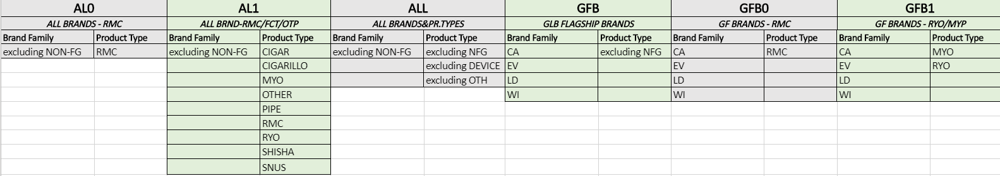 AL0 AL1 ALL GFB GFB0 GFB1
ALL BRANDS - RMC ALL BRND-RMC/FCT/OTP ALL BRANDS&PR.TYPES GLB FLAGSHIP BRANDS GF BRANDS - RMC GF BRANDS - RYO/MYP
Brand Family Product Type Brand Family Product Type Brand Family Product Type Brand Family Product Type Brand Family Product Type Brand Family Product Type
excluding NON-FG RMC excluding NON-FG CIGAR excluding NON-FG excluding NFG CA excluding NFG CA RMC CA MYO
CIGARILLO excluding DEVICE EV EV EV RYO
MYO excluding OTH LD LD LD
OTHER WI WI WI
PIPE
RMC
RYO
SHISHA
SNUS